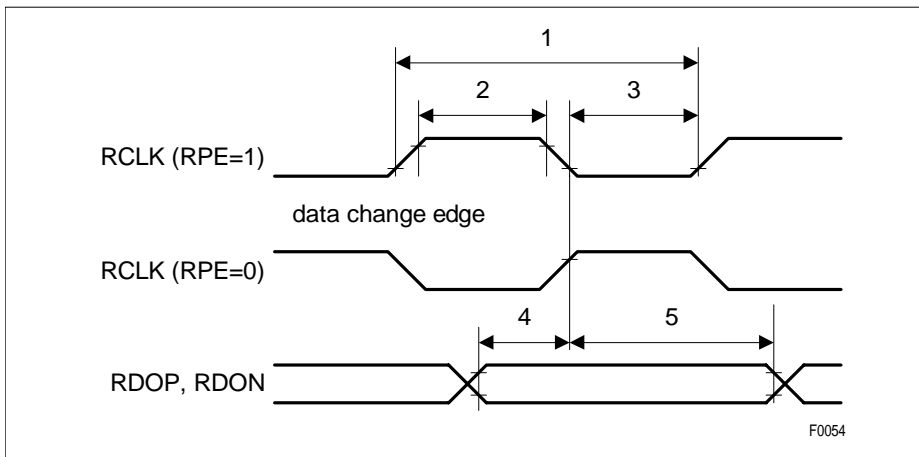 1
2
3
RCLK (RPE=1)
data change edge
RCLK (RPE=0)
4
5
RDOP, RDON
F0054